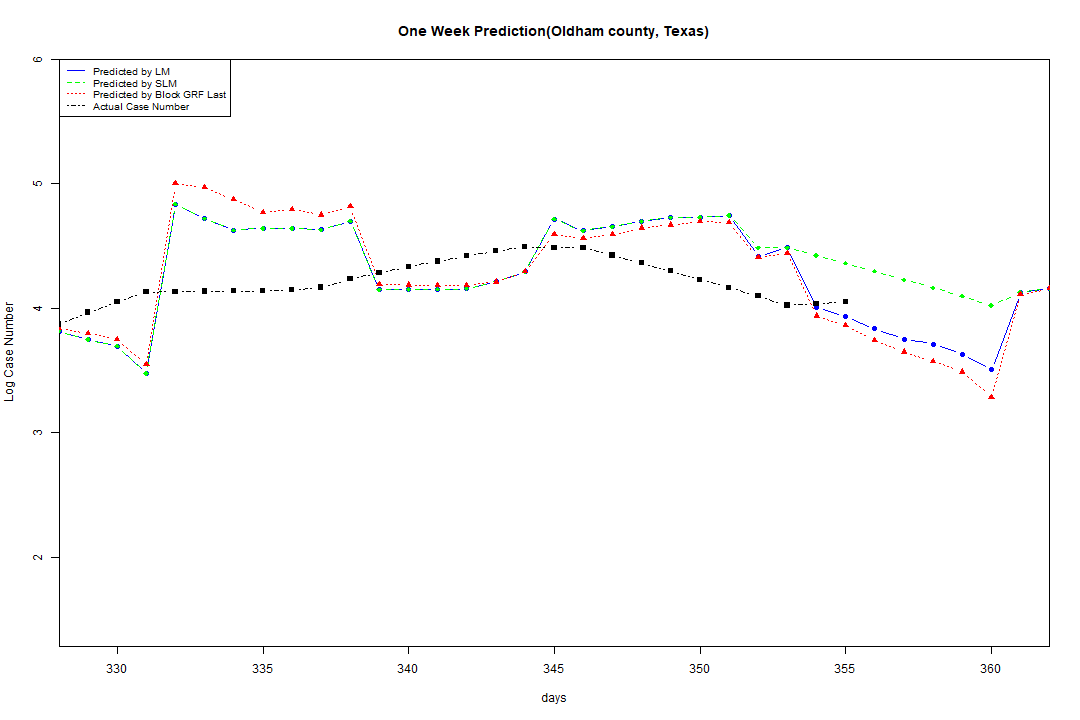 One Week Prediction(Oldham county, Texas)
Predicted by LM
Predicted by SLM
Predicted by Block GRF Last
Actual Case Number
6
5
4
3
2
Log Case Number
330 335 340 345 350 355 360
days